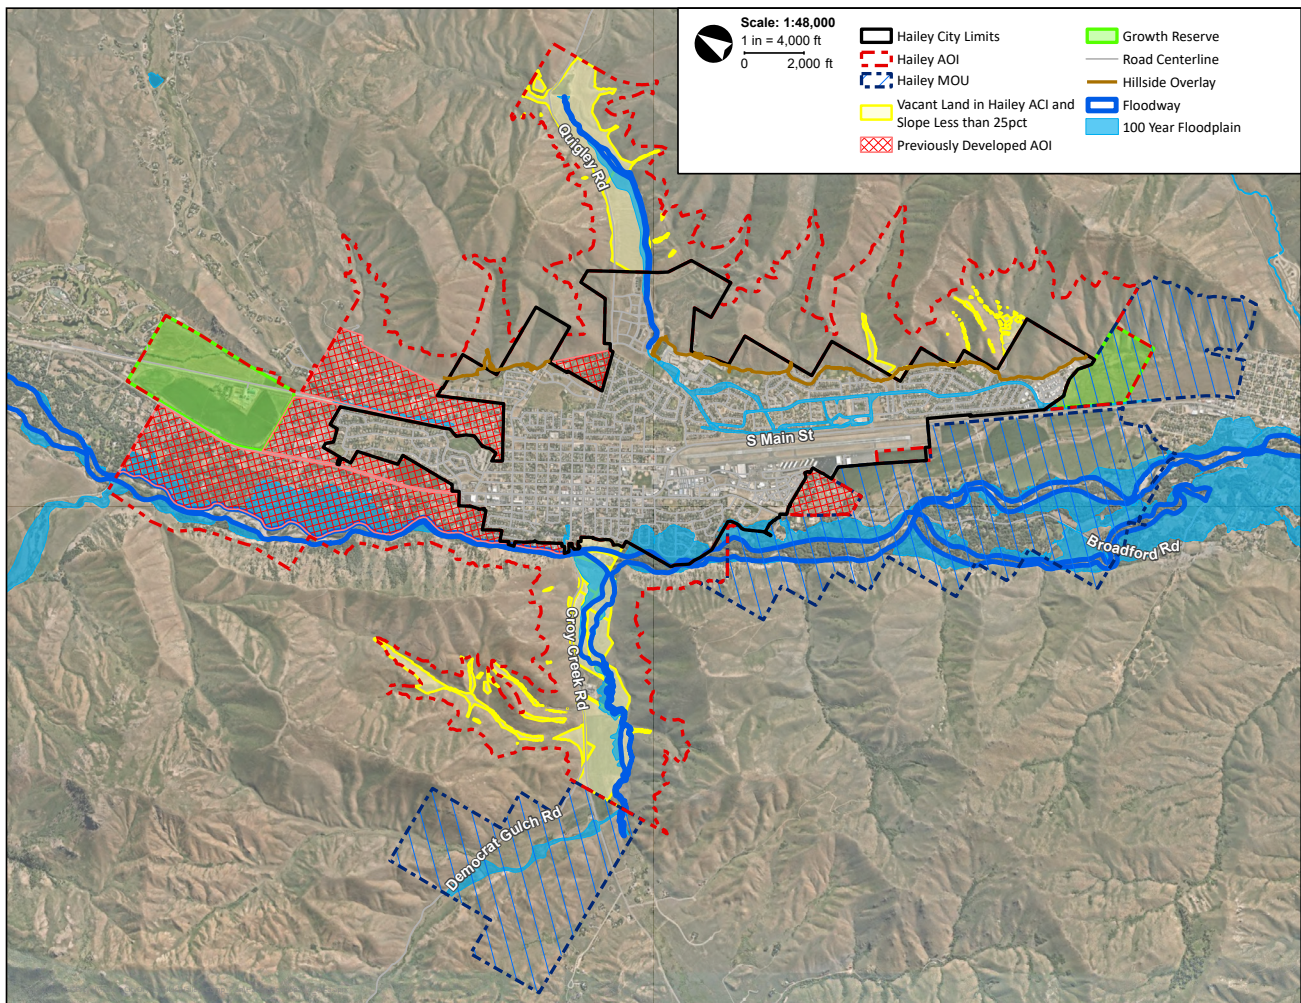 Scale: 1:48,000
1 in = 4,000 ft
0 2,000 ft
Hailey City Limits
Hailey AOI
Hailey MOU
Vacant Land in Hailey ACI and
Slope Less than 25pct
Previously Developed AOI
Growth Reserve
Road Centerline
Hillside Overlay
Floodway
100 Year Floodplain
Quigley Rd
S Main St
Broadford Rd
Croy Creek Rd
Democrat Gulch Rd